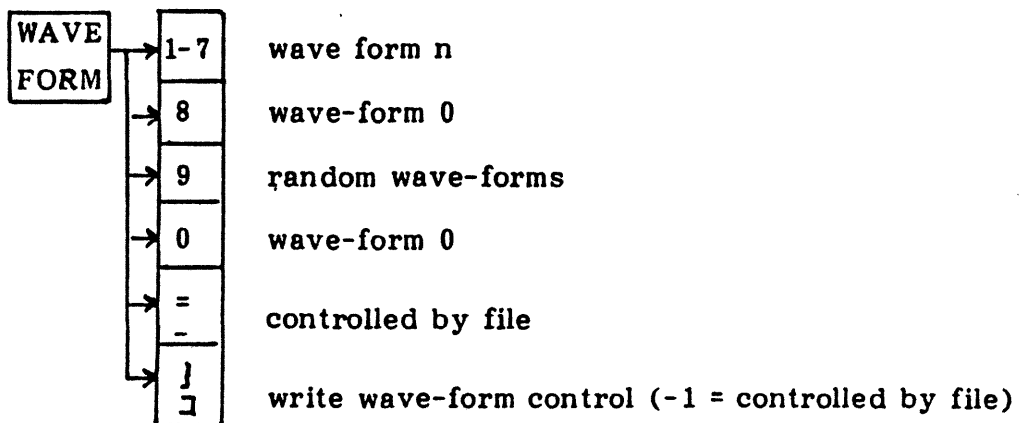 WAVE
FORM
1-7 wave form n
8 wave-form 0
9 random wave-forms
0 wave-form 0
=
- controlled by file
write wave-form control (-1 = controlled by file)